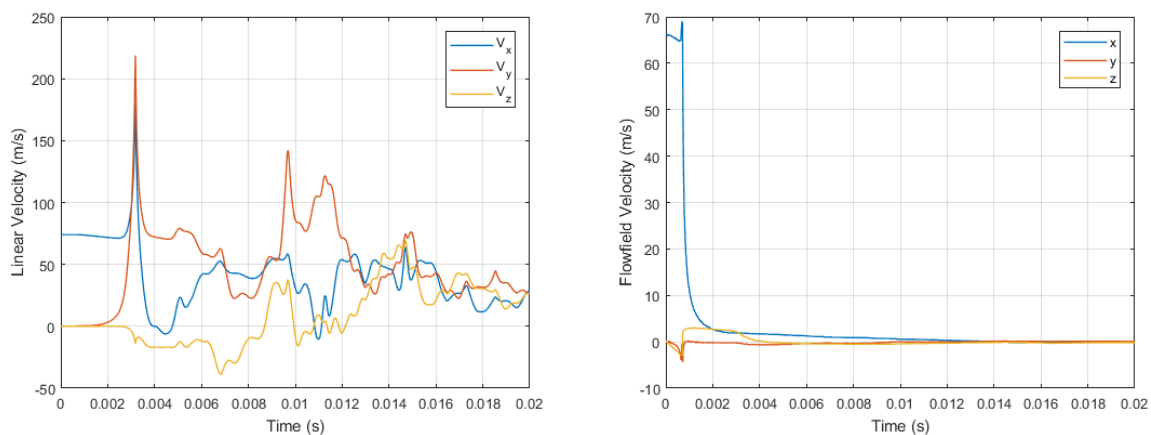 250
200
150
100
50
0
-50
Linear Velocity (m/s)
V_x
V_y
V_z
0 0.002 0.004 0.006 0.008 0.01 0.012 0.014 0.016 0.018 0.02
Time (s)
70
60
50
40
30
20
10
0
-10
Flowfield Velocity (m/s)
x
y
z
0 0.002 0.004 0.006 0.008 0.01 0.012 0.014 0.016 0.018 0.02
Time (s)